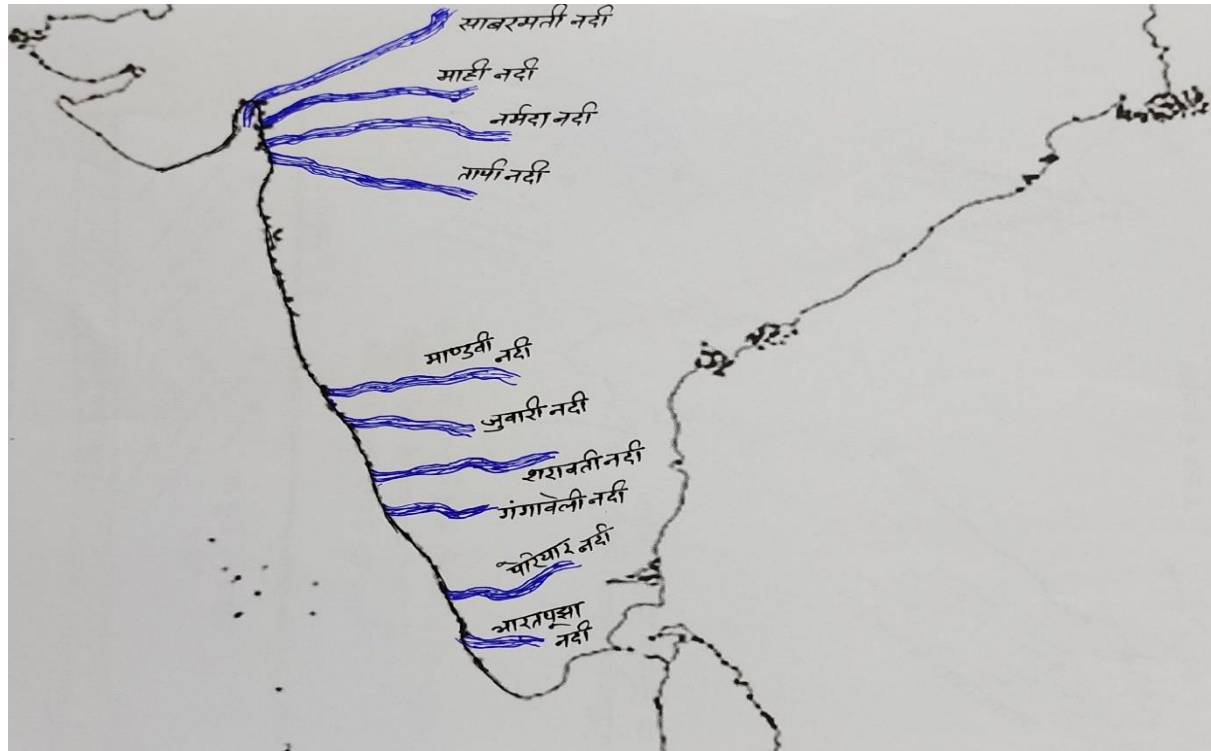 साबरमती नदी
माही नदी
नर्मदा नदी
तापी नदी
माण्डवी नदी
जुवारी नदी
शरावती नदी
गंगावेली नदी
पेरियार नदी
भारतपूझा
नदी